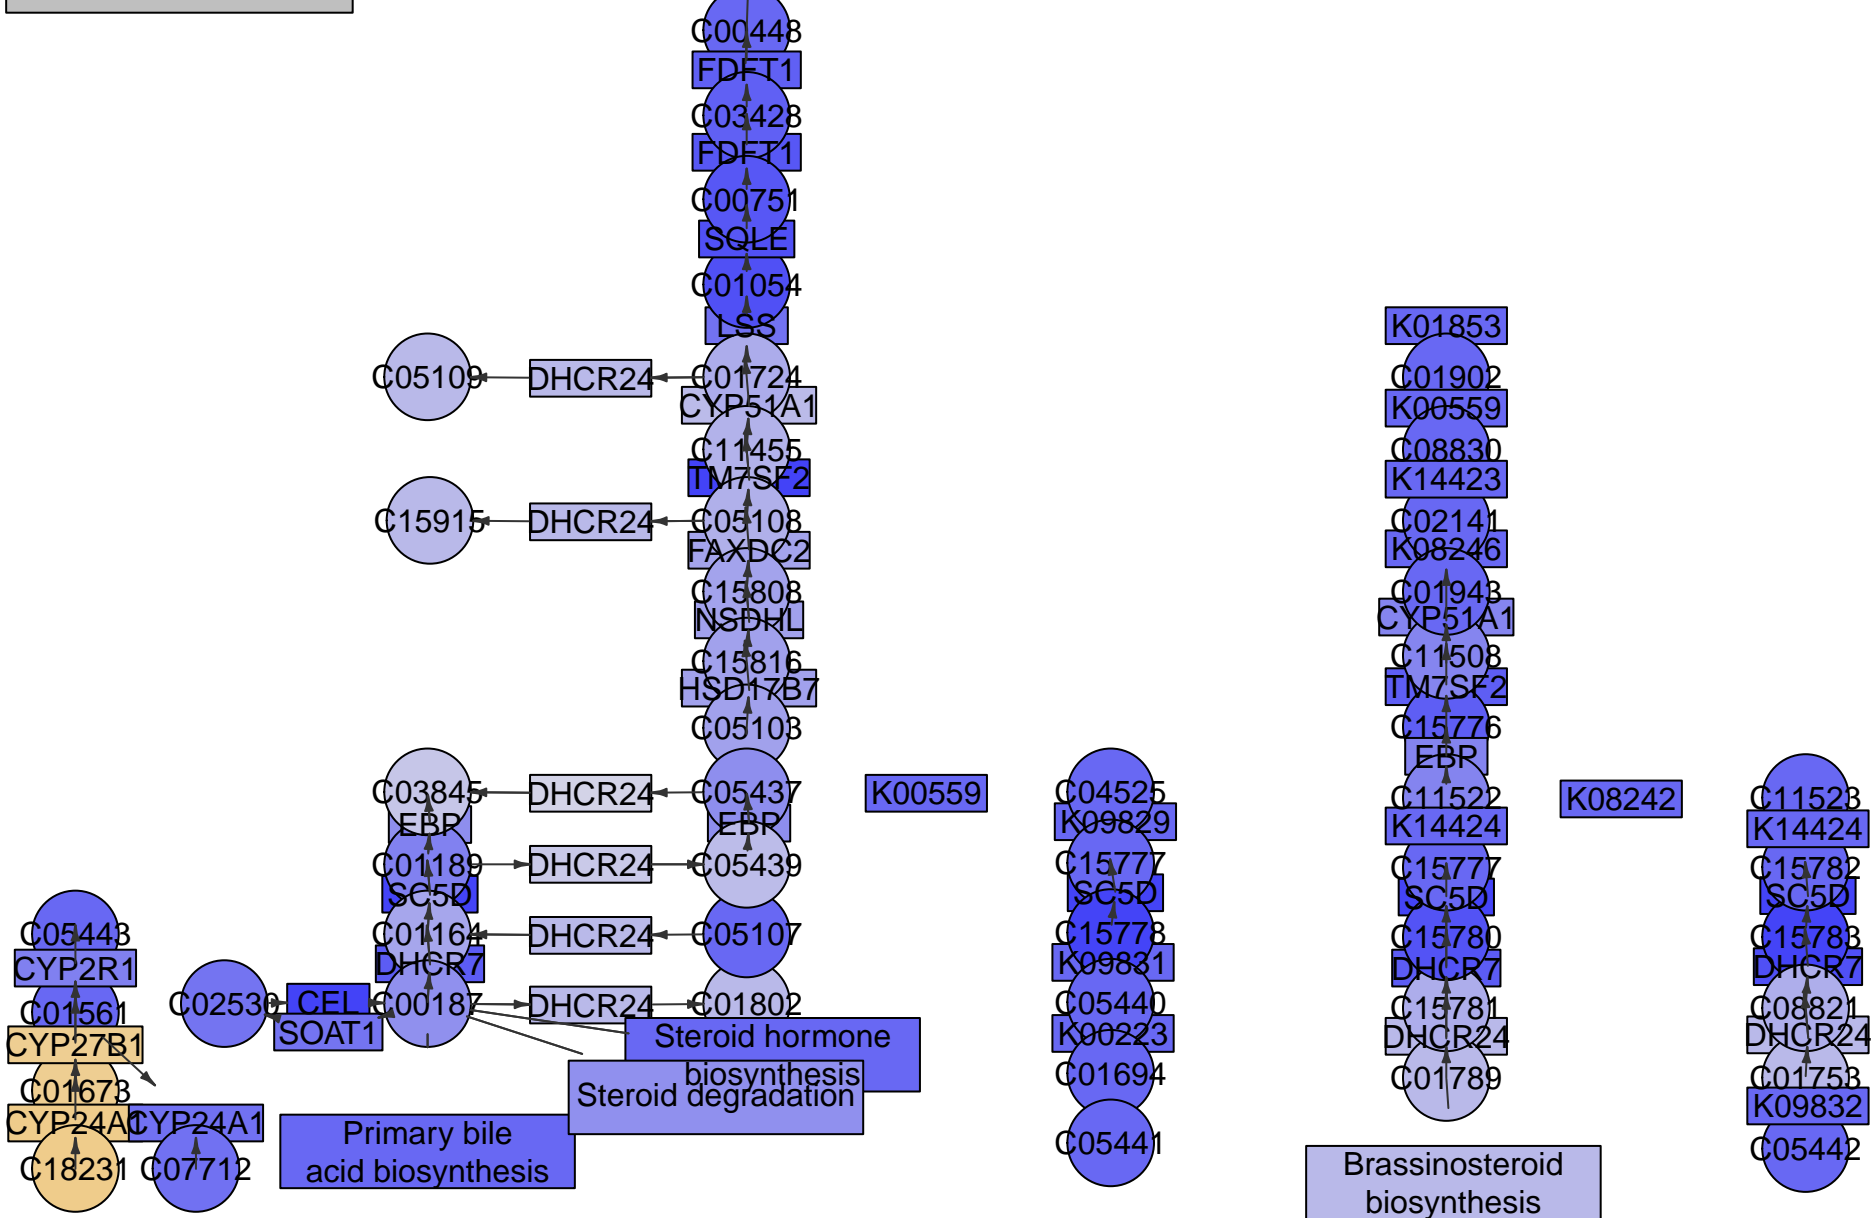 C00448
FDFT1
C03428
FDFT1
C00751
SQLE
C01054
LSS
C05109
DHCR24
C01724
CYP51A1
C11455
TM7SF2
C15915
DHCR24
C05108
FAXDC2
C15808
NSDHL
C15816
HSD17B7
C05103
C03845
DHCR24
C05437
EBP
EBP
C01189
DHCR24
C05439
SC5D
C01164
DHCR24
C05107
DHCR7
C02530
CEL
SOAT1
C00187
DHCR24
C01802
C05443
CYP2R1
C01561
CYP27B1
C01673
CYP24A1
CYP24A1
C18231
C07712
Steroid hormone
biosynthesis
Steroid degradation
Primary bile
acid biosynthesis
K00559
C04525
K09829
C15777
SC5D
C15778
K09831
C05440
K00223
C01694
C05441
K01853
C01902
K00559
C08830
K14423
C02141
K08246
C01943
CYP51A1
C11508
TM7SF2
C15776
EBP
C11522
K14424
C15777
SC5D
C15780
DHCR7
C15781
DHCR24
C01789
Brassinosteroid
biosynthesis
K08242
C11523
K14424
C15782
SC5D
C15783
DHCR7
C08821
DHCR24
C01753
K09832
C05442